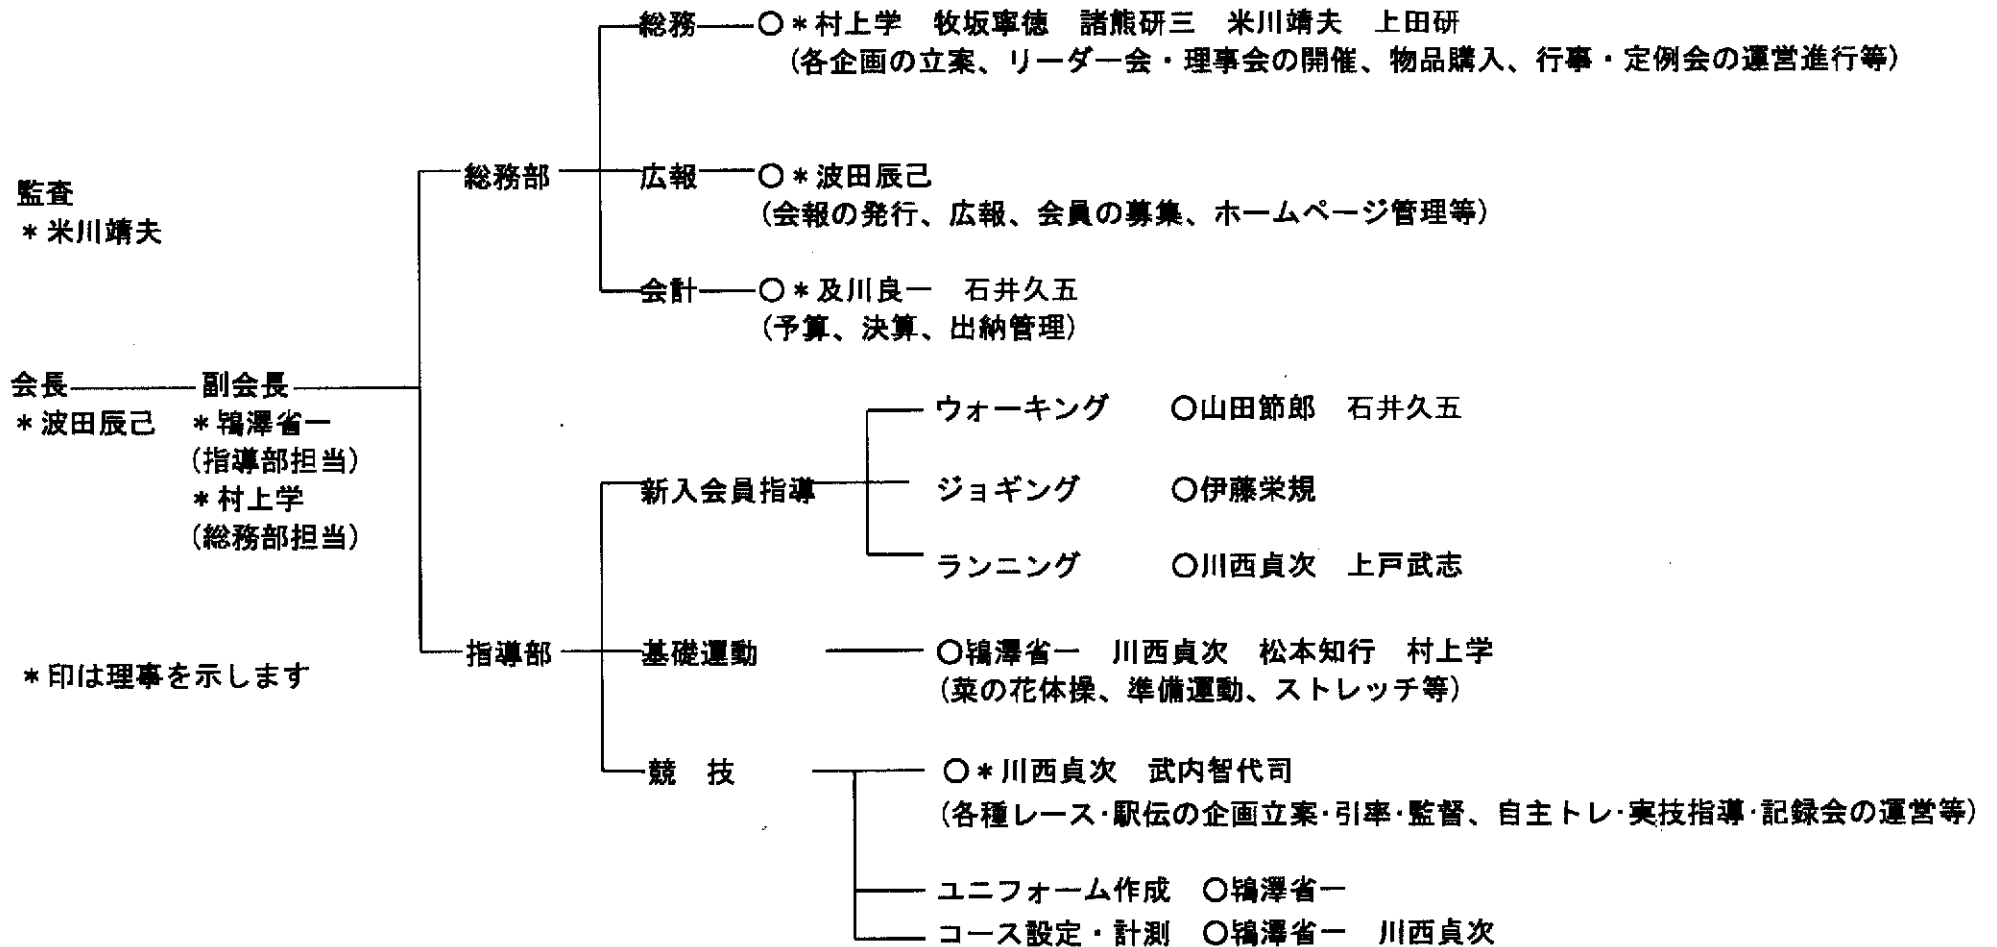 総務 ○*村上学 牧坂寧徳 諸熊研三 米川靖夫 上田研
(各企画の立案、リーダー会・理事会の開催、物品購入、行事・定例会の運営進行等)
監査
*米川靖夫
総務部 広報 ○*波田辰己
(会報の発行、広報、会員の募集、ホームページ管理等)
会計 ○*及川良一 石井久五
(予算、決算、出納管理)
会長 副会長
*波田辰己 *鴇澤省一
(指導部担当)
*村上学
(総務部担当)
ウォーキング ○山田節郎 石井久五
新入会員指導 ジョギング ○伊藤栄規
ランニング ○川西貞次 上戸武志
指導部 基礎運動 ○鴇澤省一 川西貞次 松本知行 村上学
(菜の花体操、準備運動、ストレッチ等)
*印は理事を示します
競 技 ○*川西貞次 武内智代司
(各種レース・駅伝の企画立案・引率・監督、自主トレ・実技指導・記録会の運営等)
ユニフォーム作成 ○鴇澤省一
コース設定・計測 ○鴇澤省一 川西貞次